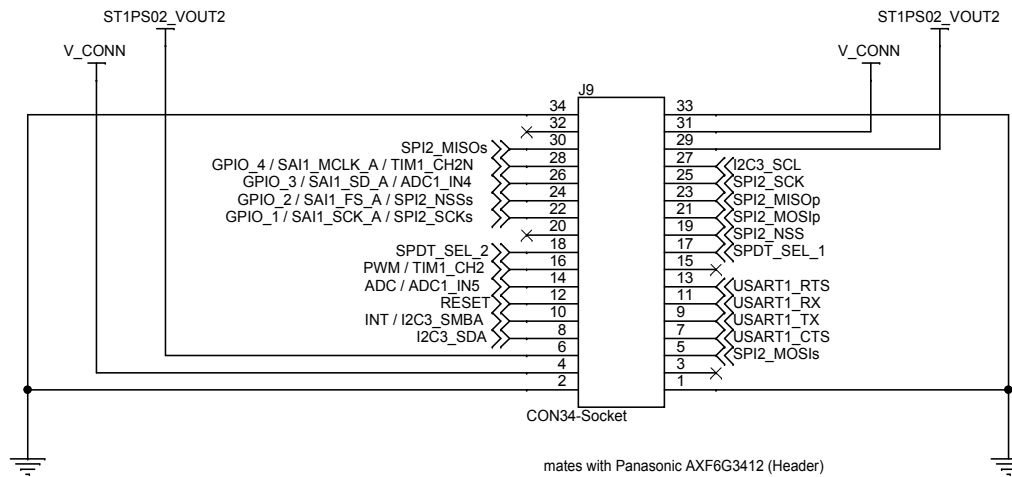 ST1PS02_VOUT2
ST1PS02_VOUT2
V_CONN
V_CONN
J9
34
33
32
31
SPI2_MISOs
30
29
GPIO_4 / SAI1_MCLK_A / TIM1_CH2N
28
27
I2C3_SCL
GPIO_3 / SAI1_SD_A / ADC1_IN4
26
25
SPI2_SCK
GPIO_2 / SAI1_FS_A / SPI2_NSSs
24
23
SPI2_MISOp
GPIO_1 / SAI1_SCK_A / SPI2_SCKs
22
21
SPI2_MOSIp
20
19
SPI2_NSS
SPDT_SEL_2
18
17
SPDT_SEL_1
PWM / TIM1_CH2
16
15
ADC / ADC1_IN5
14
13
USART1_RTS
RESET
12
11
USART1_RX
INT / I2C3_SMBA
10
9
USART1_TX
I2C3_SDA
8
7
USART1_CTS
6
5
SPI2_MOSIs
4
3
2
1
CON34-Socket
mates with Panasonic AXF6G3412 (Header)